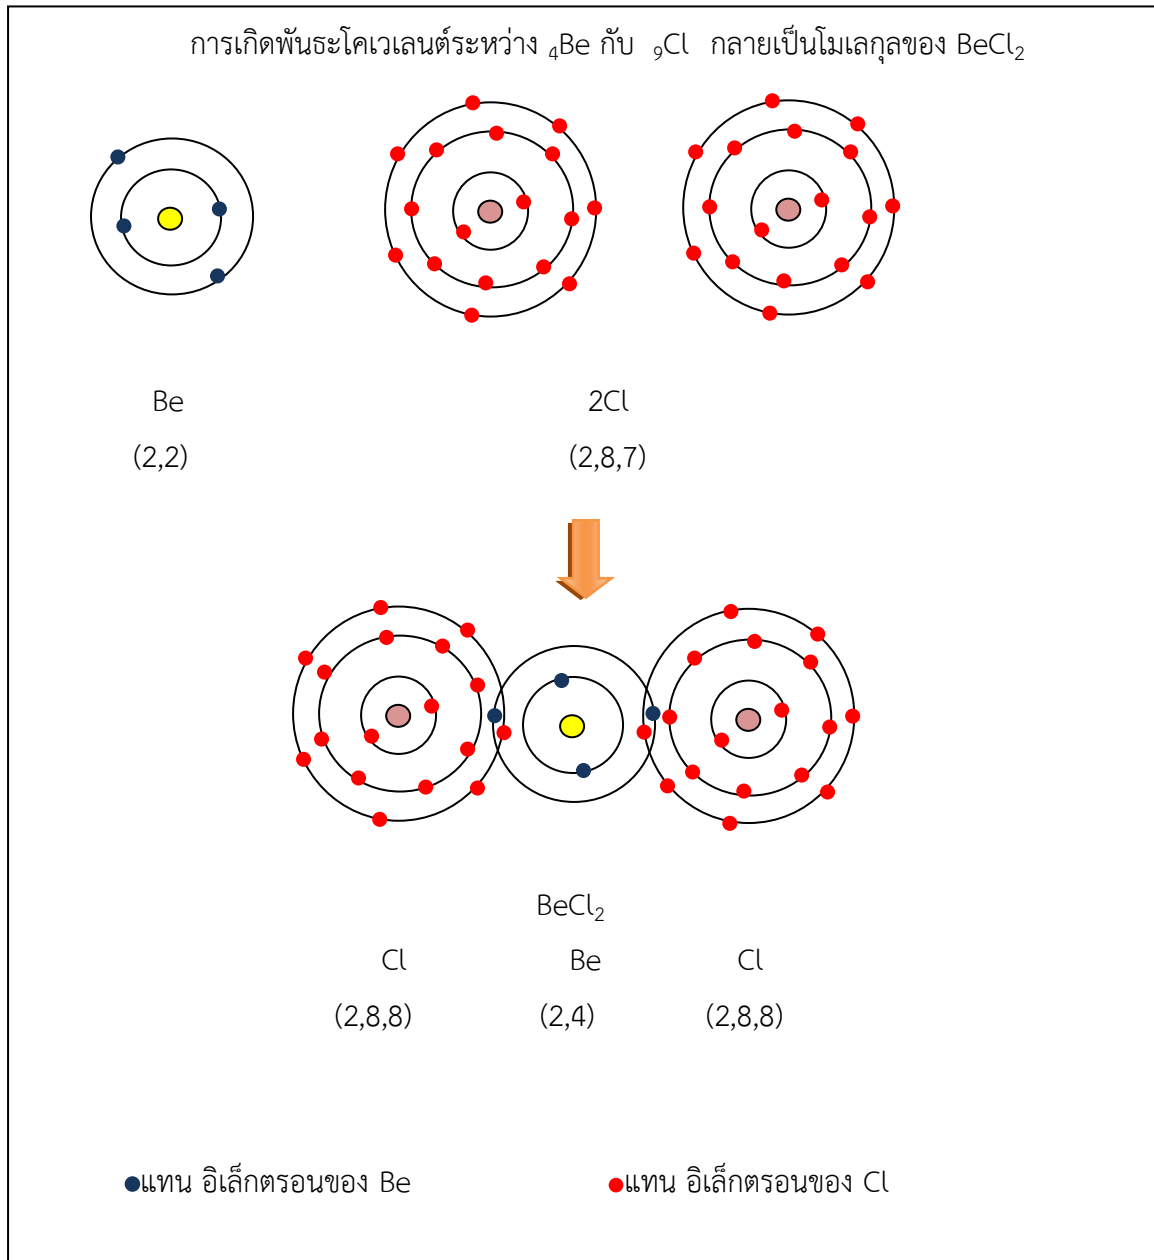 การเกิดพันธะโคเวเลนต์ระหว่าง ₄Be กับ ₉Cl กลายเป็นโมเลกุลของ BeCl₂
Be 2Cl
(2,2) (2,8,7)
BeCl₂
Cl Be Cl
(2,8,8) (2,4) (2,8,8)
แทน อิเล็กตรอนของ Be แทน อิเล็กตรอนของ Cl